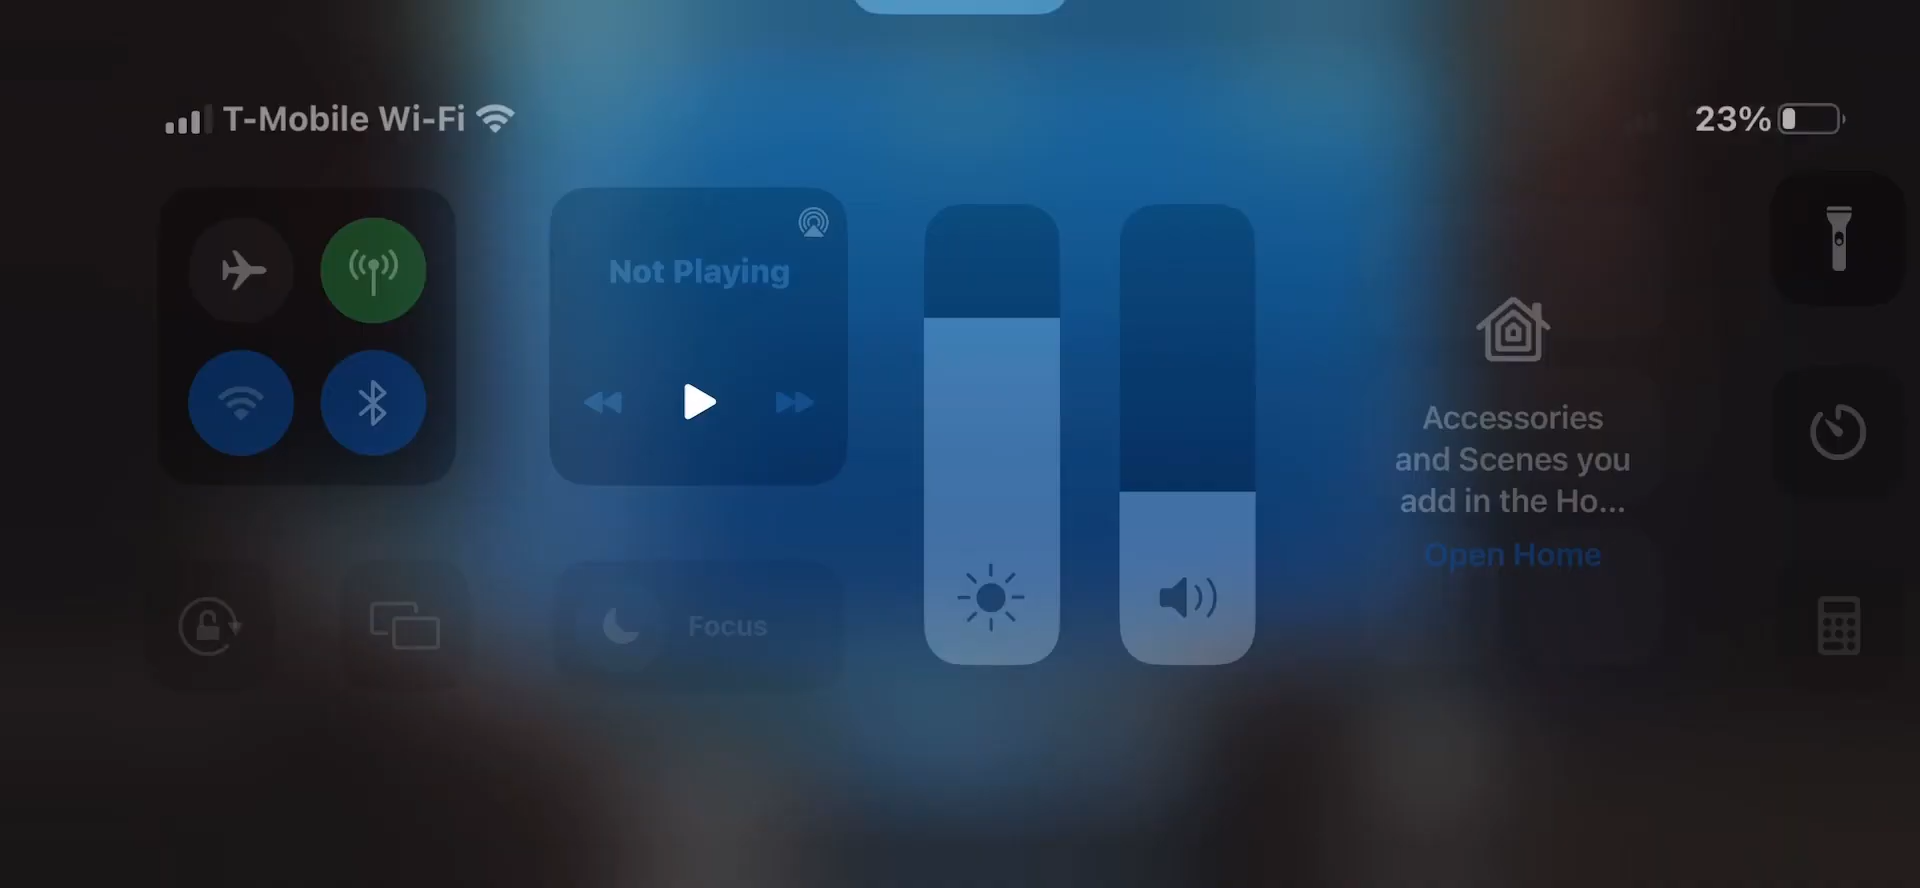 T-Mobile Wi-Fi
23%
Not Playing
Accessories
and Scenes you
add in the Ho...
Open Home
Focus